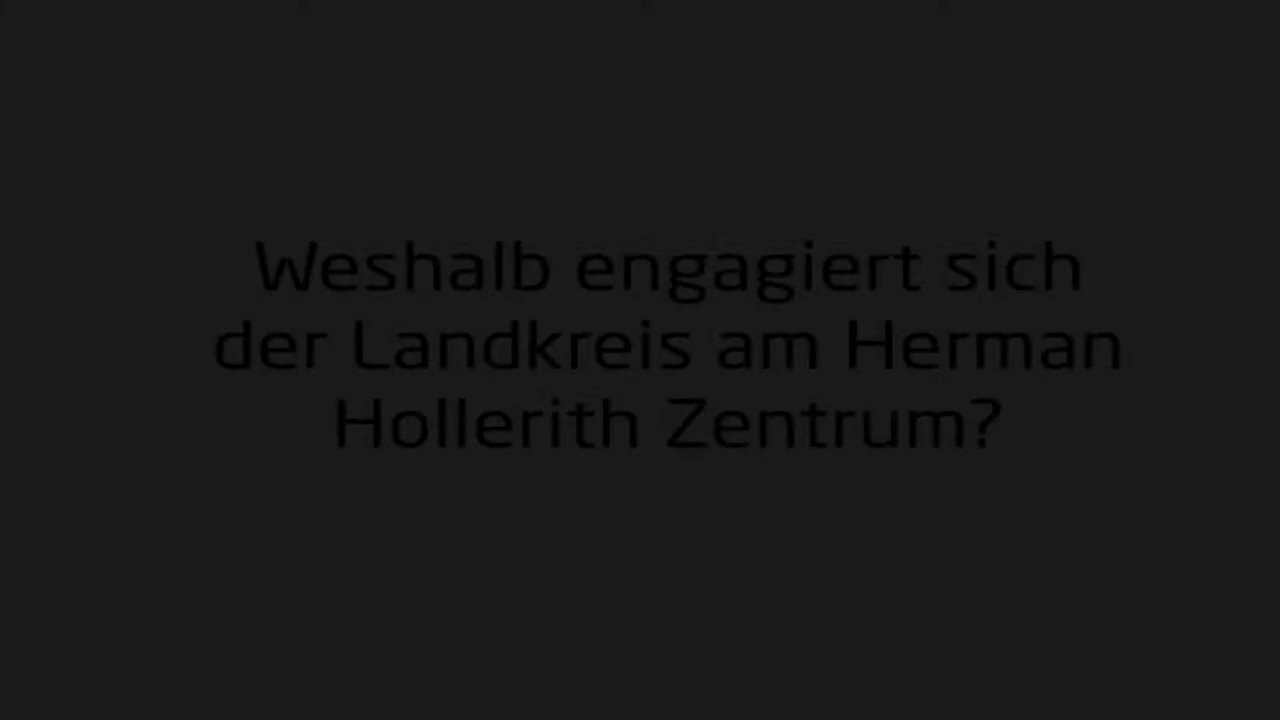 Weshalb engagiert sich
der Landkreis am Herman
Hollerith Zentrum?